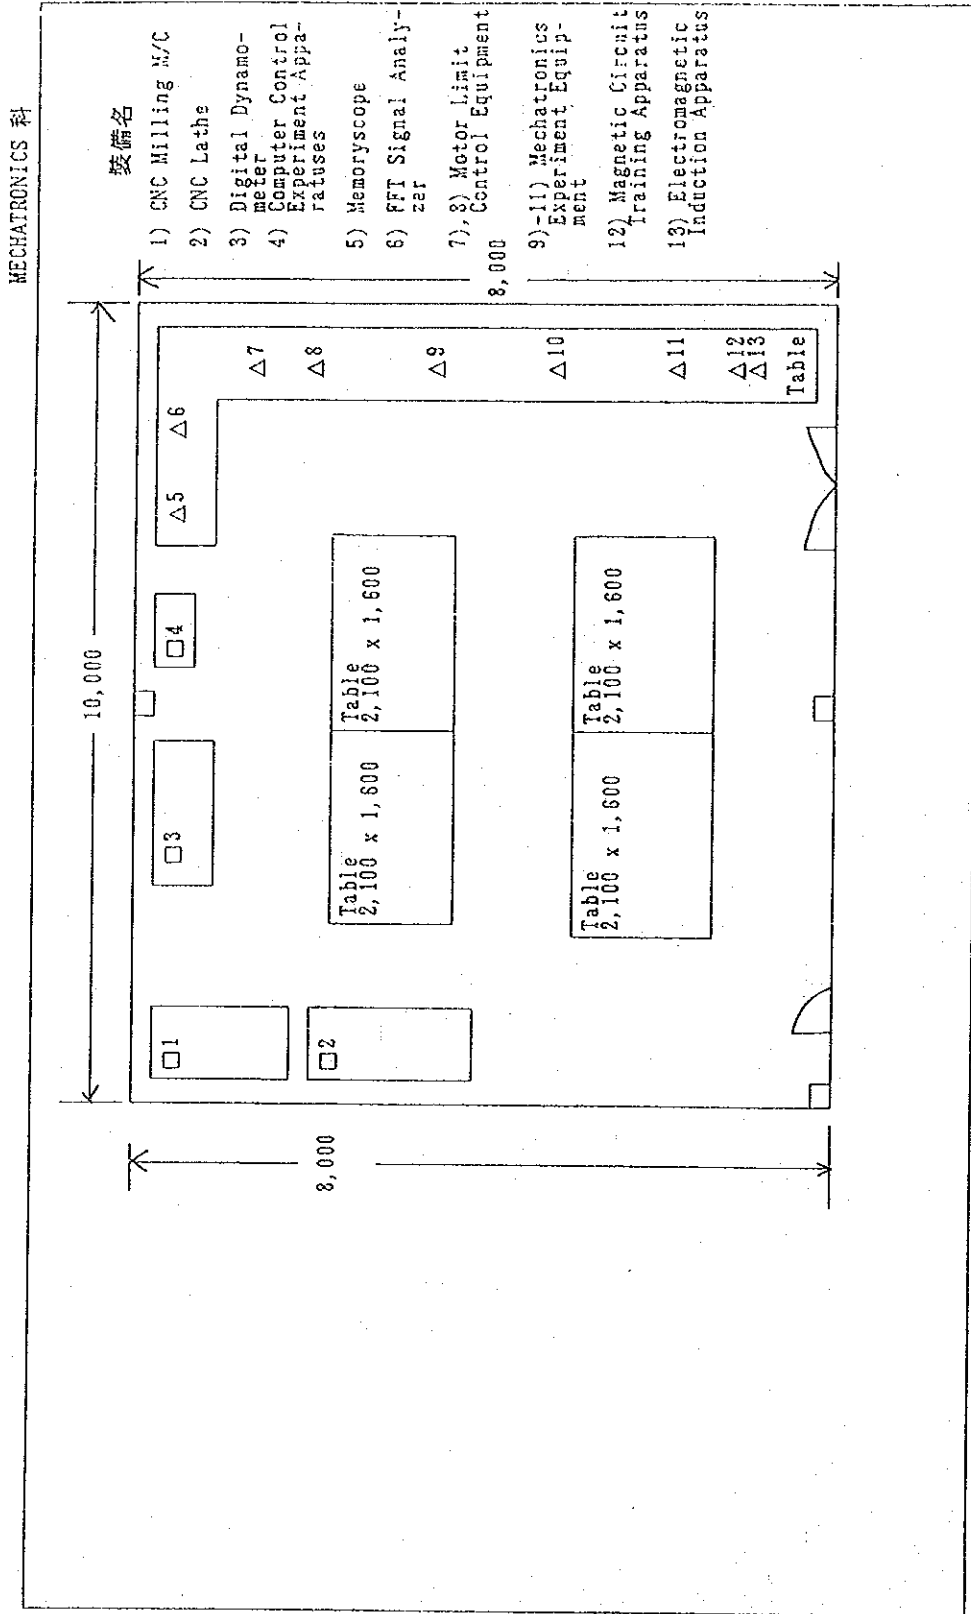 MECHATRONICS 科
装備名
1) CNC Milling M/C
2) CNC Lathe
3) Digital Dynamo-
meter
4) Computer Control
Experiment Appa-
ratuses
5) Memoryscope
6) FFT Signal Analy-
zer
7),8) Motor Limit
Control Equipment
9)-11) Mechatronics
Experiment Equip-
ment
12) Magnetic Circuit
Training Apparatus
13) Electromagnetic
Induction Apparatus
10,000
8,000
8,000
□1
□2
□3
□4
△5
△6
△7
△8
△9
△10
△11
△12
△13
Table
Table
2,100 x 1,600
Table
2,100 x 1,600
Table
2,100 x 1,600
Table
2,100 x 1,600